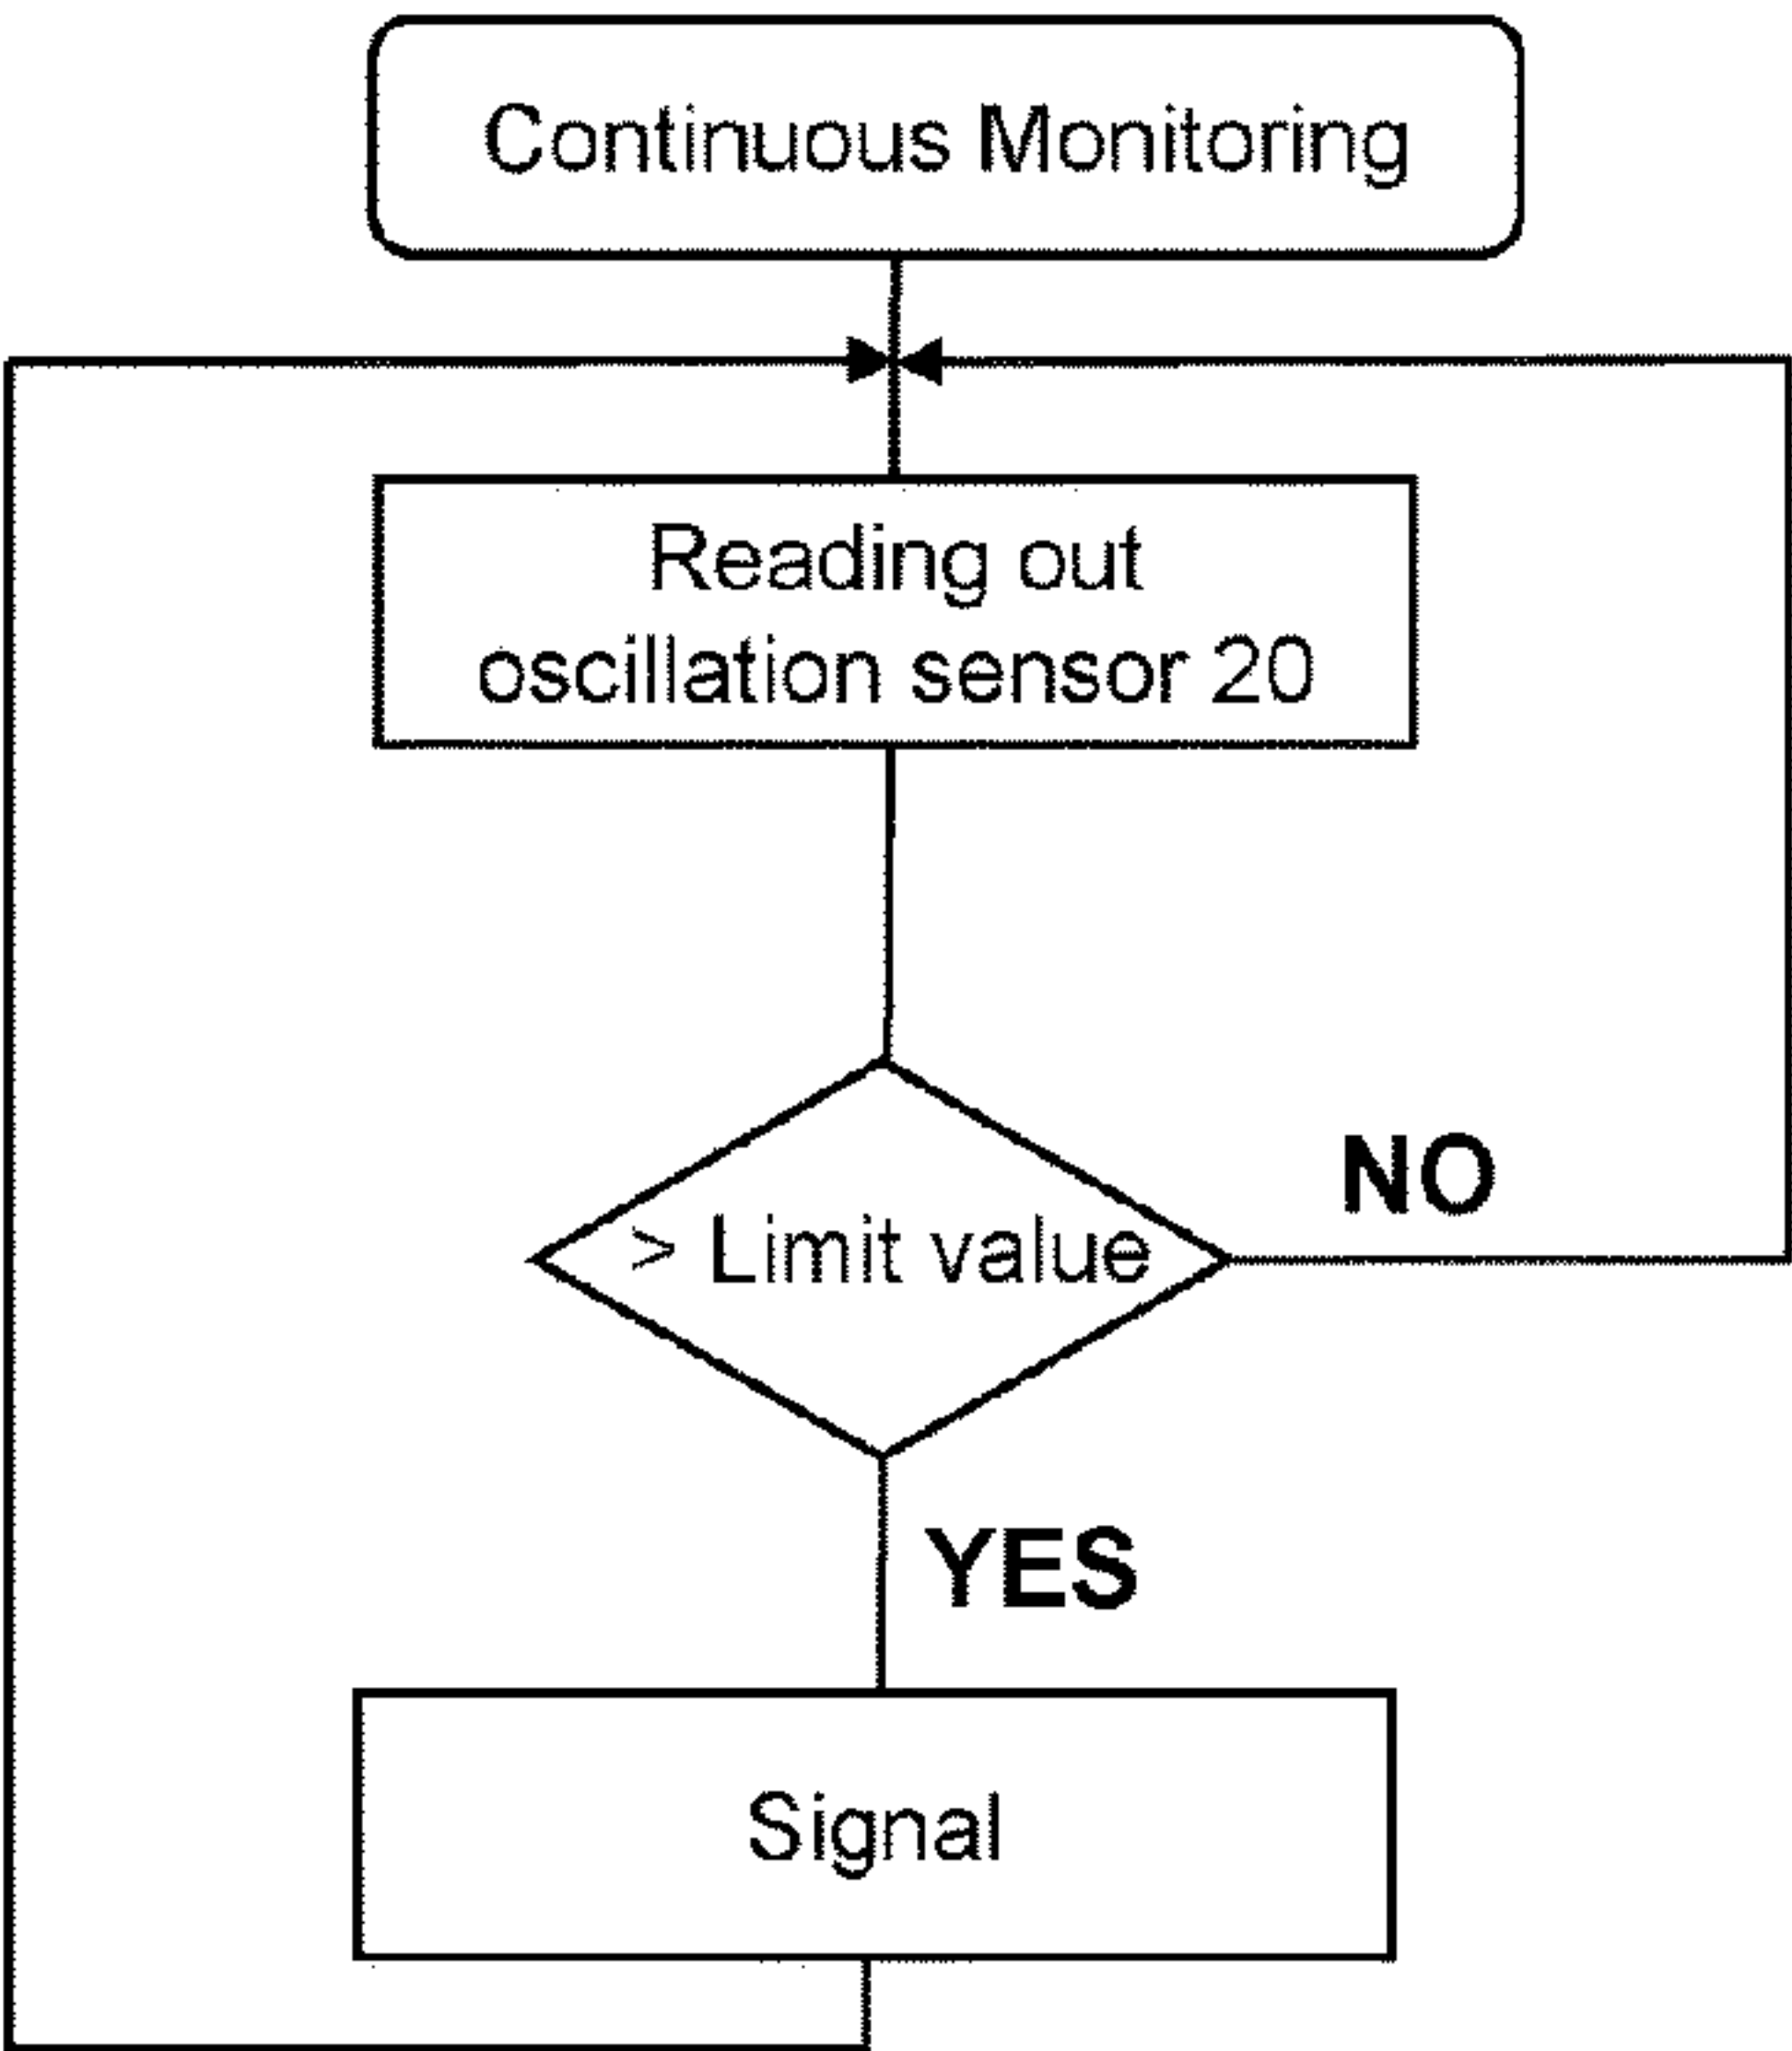 Continuous Monitoring
Reading out
oscillation sensor 20
> Limit value
NO
YES
Signal